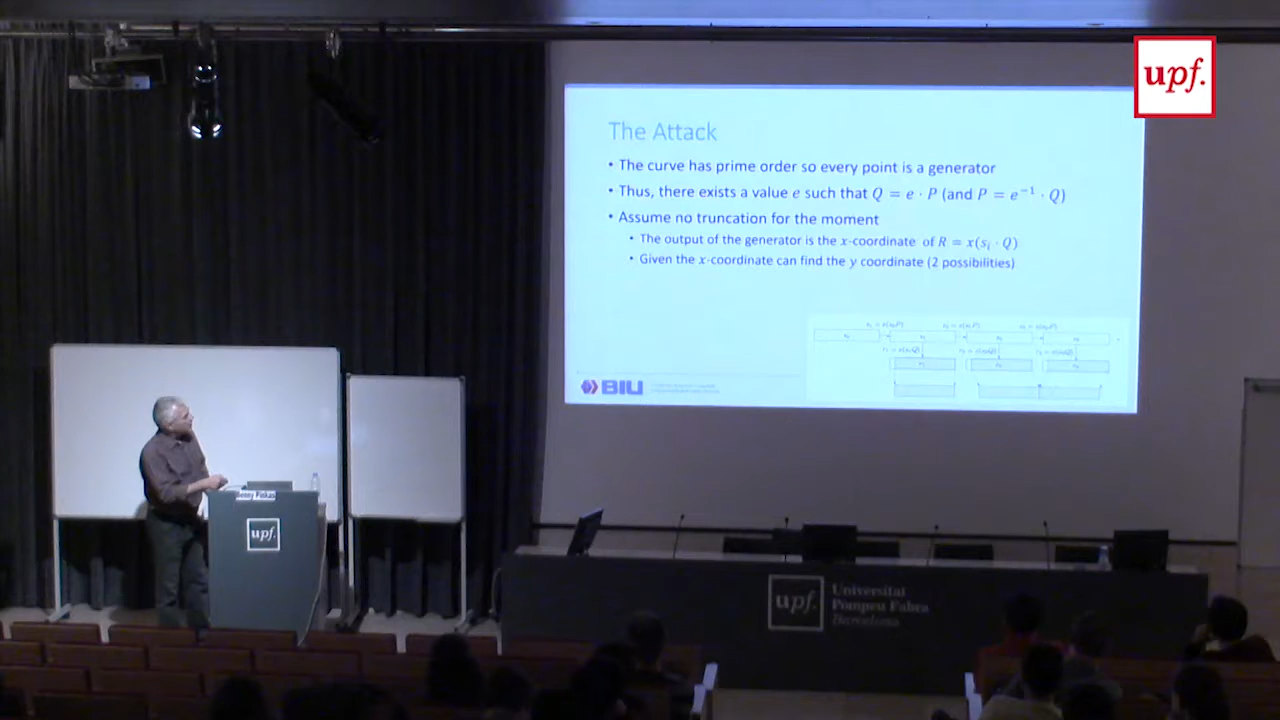 upf.
The Attack
• The curve has prime order so every point is a generator
• Thus, there exists a value e such that Q = e · P (and P = e⁻¹ · Q)
• Assume no truncation for the moment
• The output of the generator is the x-coordinate of R = x(sᵢ · Q)
• Given the x-coordinate can find the y coordinate (2 possibilities)
BIU
Benny Pinkas
upf.
upf.
Universitat
Pompeu Fabra
Barcelona